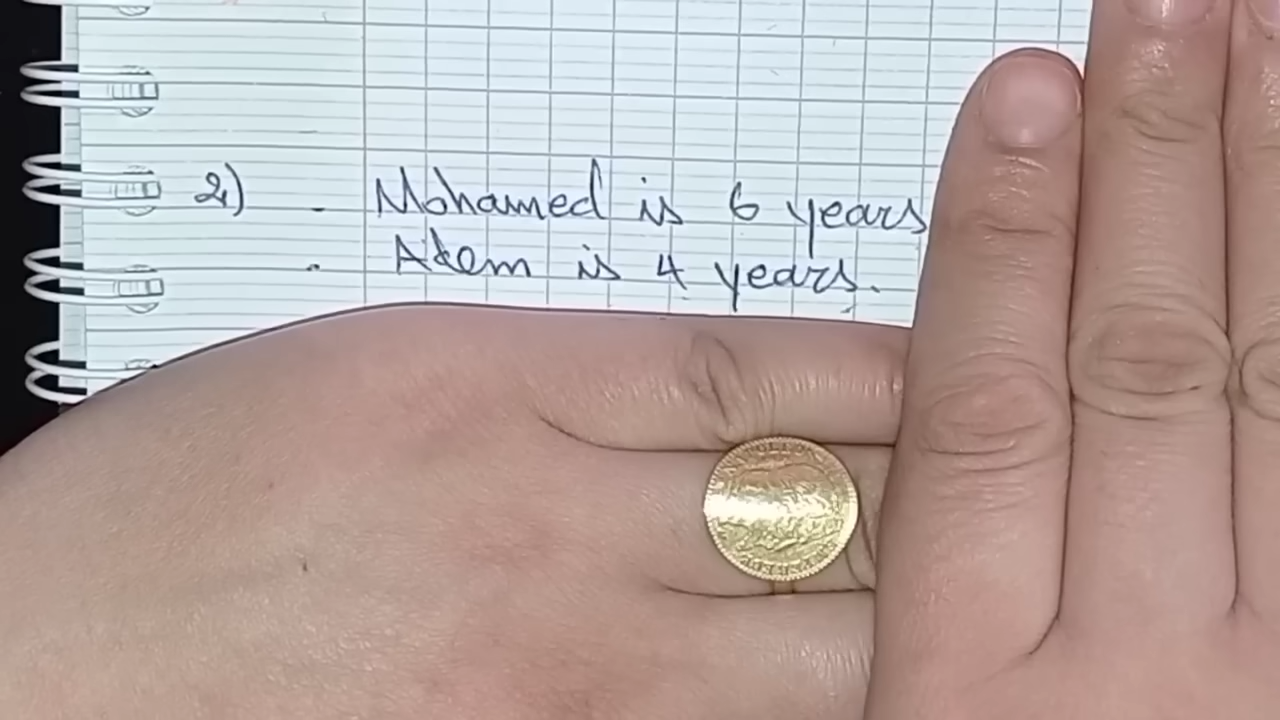 2) . Mohamed is 6 years
. Adem is 4 years.